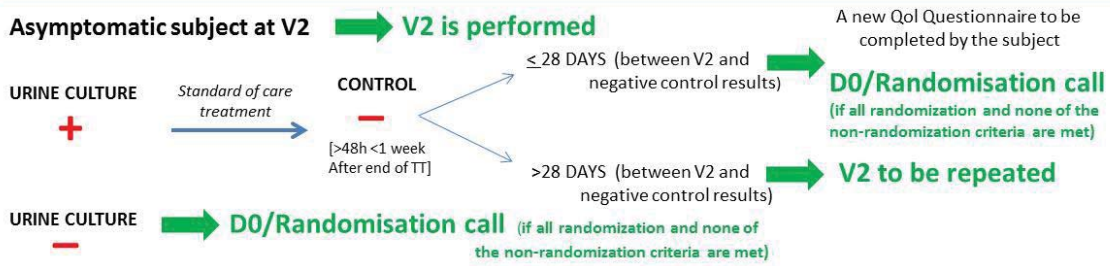 Asymptomatic subject at V2 V2 is performed
A new Qol Questionnaire to be
completed by the subject
< 28 DAYS (between V2 and
negative control results)
URINE CULTURE
+
Standard of care
treatment
CONTROL
–
[>48h <1 week
After end of TT]
D0/Randomisation call
(if all randomization and none of the
non-randomization criteria are met)
>28 DAYS (between V2 and
negative control results)
V2 to be repeated
URINE CULTURE
–
D0/Randomisation call (if all randomization and none of
the non-randomization criteria are met)